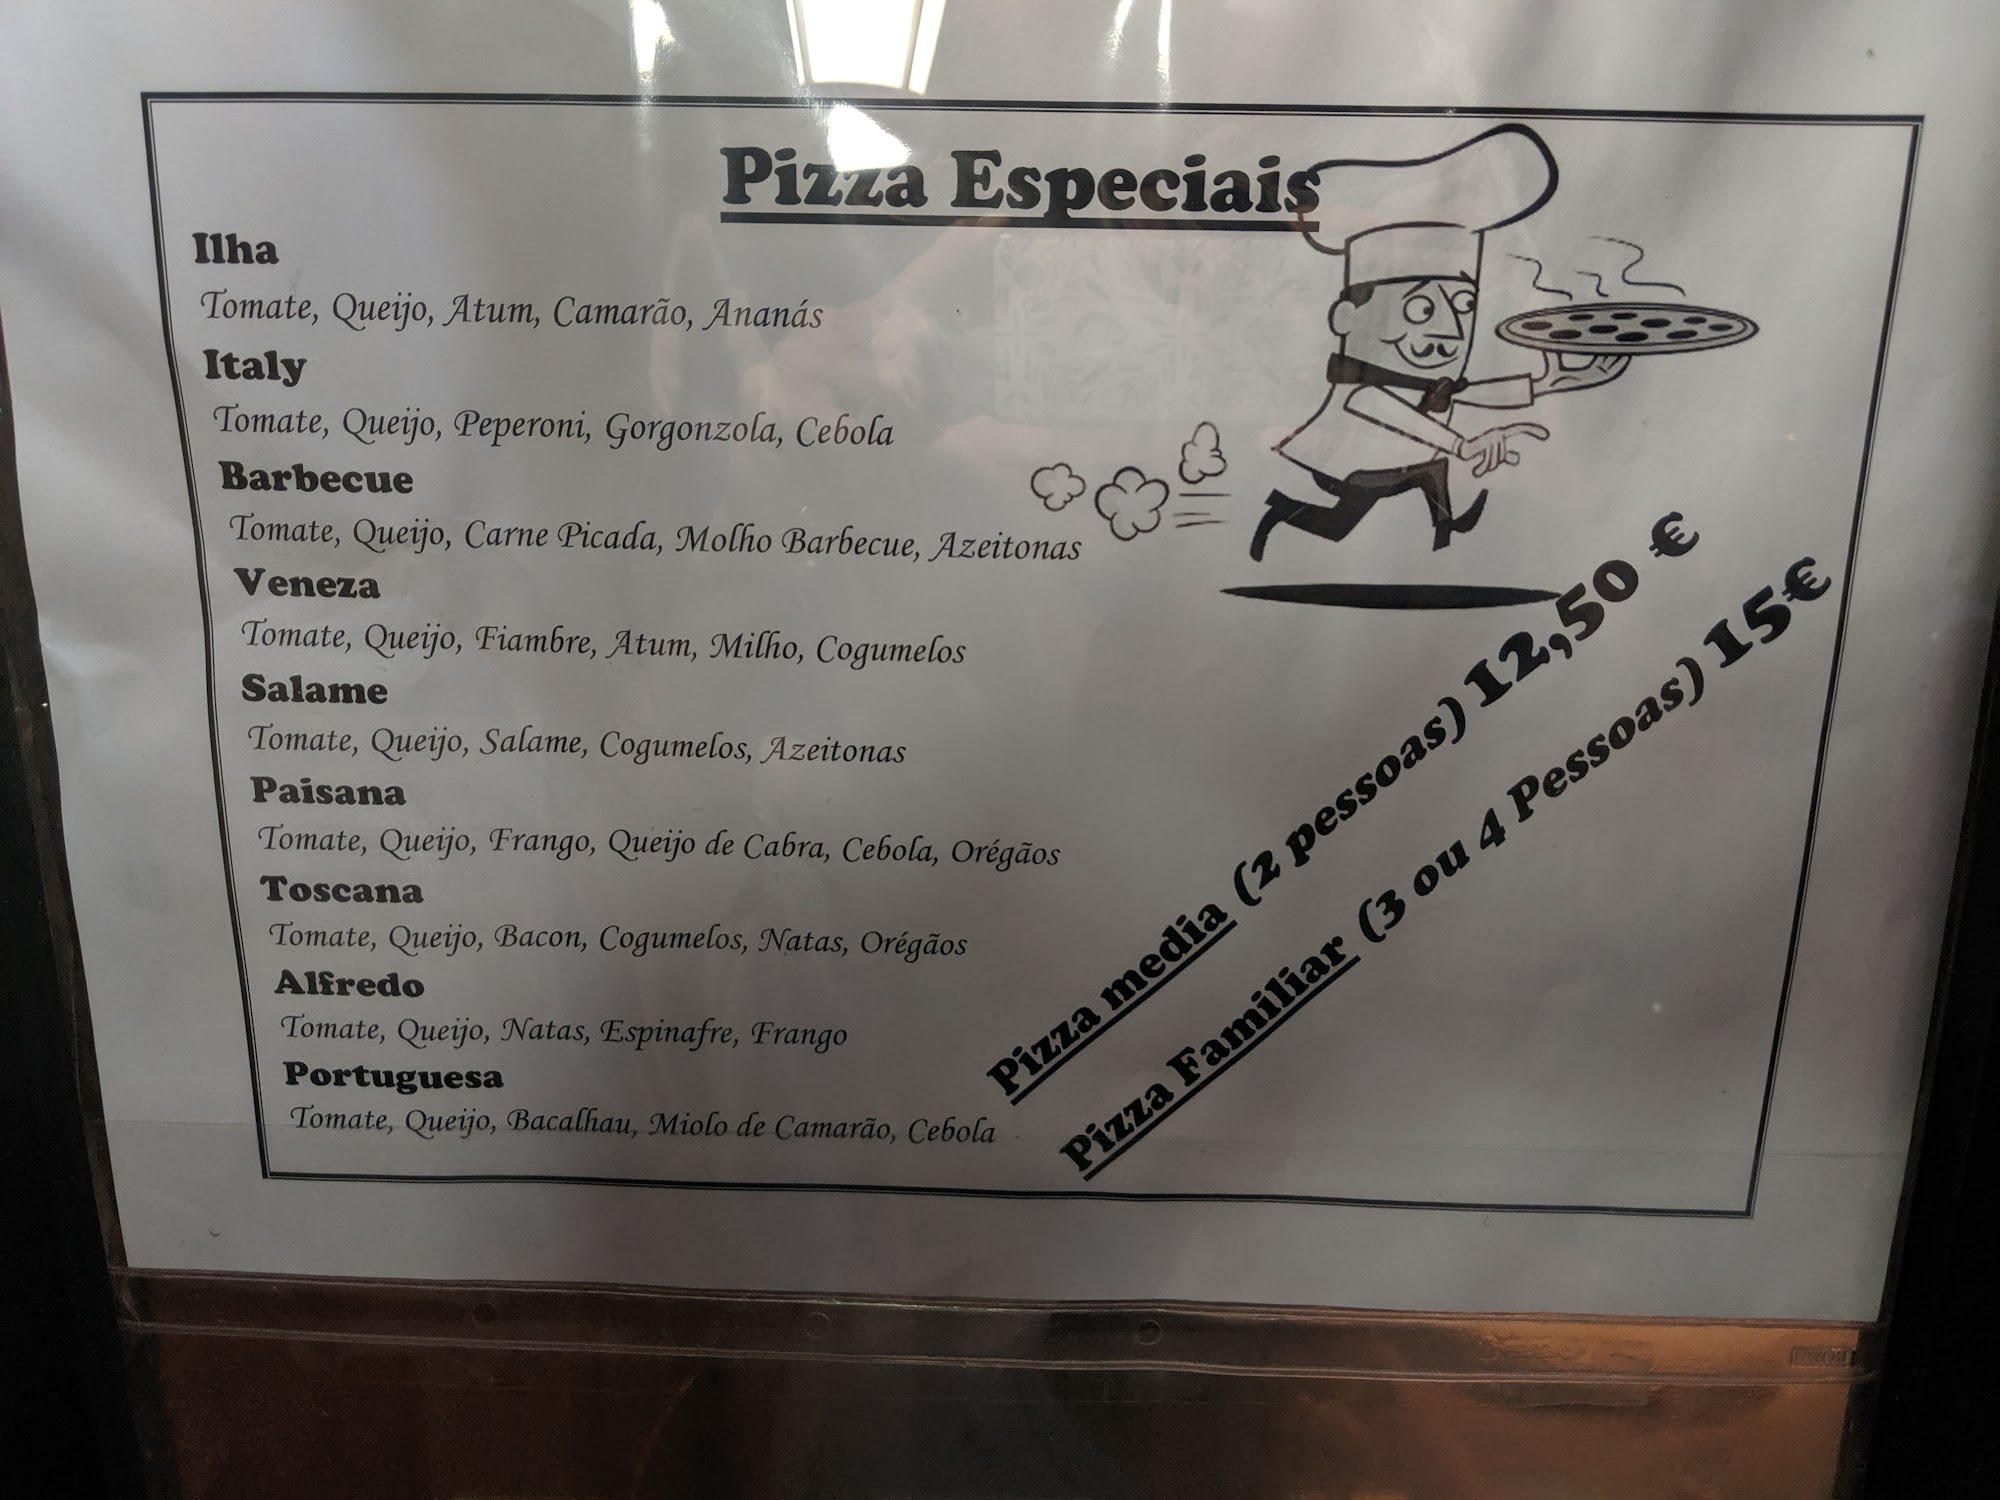 Pizza Especiais
Ilha
Tomate, Queijo, Atum, Camarão, Ananás
Italy
Tomate, Queijo, Peperoni, Gorgonzola, Cebola
Barbecue
Tomate, Queijo, Carne Picada, Molho Barbecue, Azeitonas
Veneza
Tomate, Queijo, Fiambre, Atum, Milho, Cogumelos
Salame
Tomate, Queijo, Salame, Cogumelos, Azeitonas
Paisana
Tomate, Queijo, Frango, Queijo de Cabra, Cebola, Orégãos
Toscana
Tomate, Queijo, Bacon, Cogumelos, Natas, Orégãos
Alfredo
Tomate, Queijo, Natas, Espinafre, Frango
Portuguesa
Tomate, Queijo, Bacalhau, Miolo de Camarão, Cebola
Pizza media (2 pessoas) 12,50 €
Pizza Familiar (3 ou 4 Pessoas) 15€